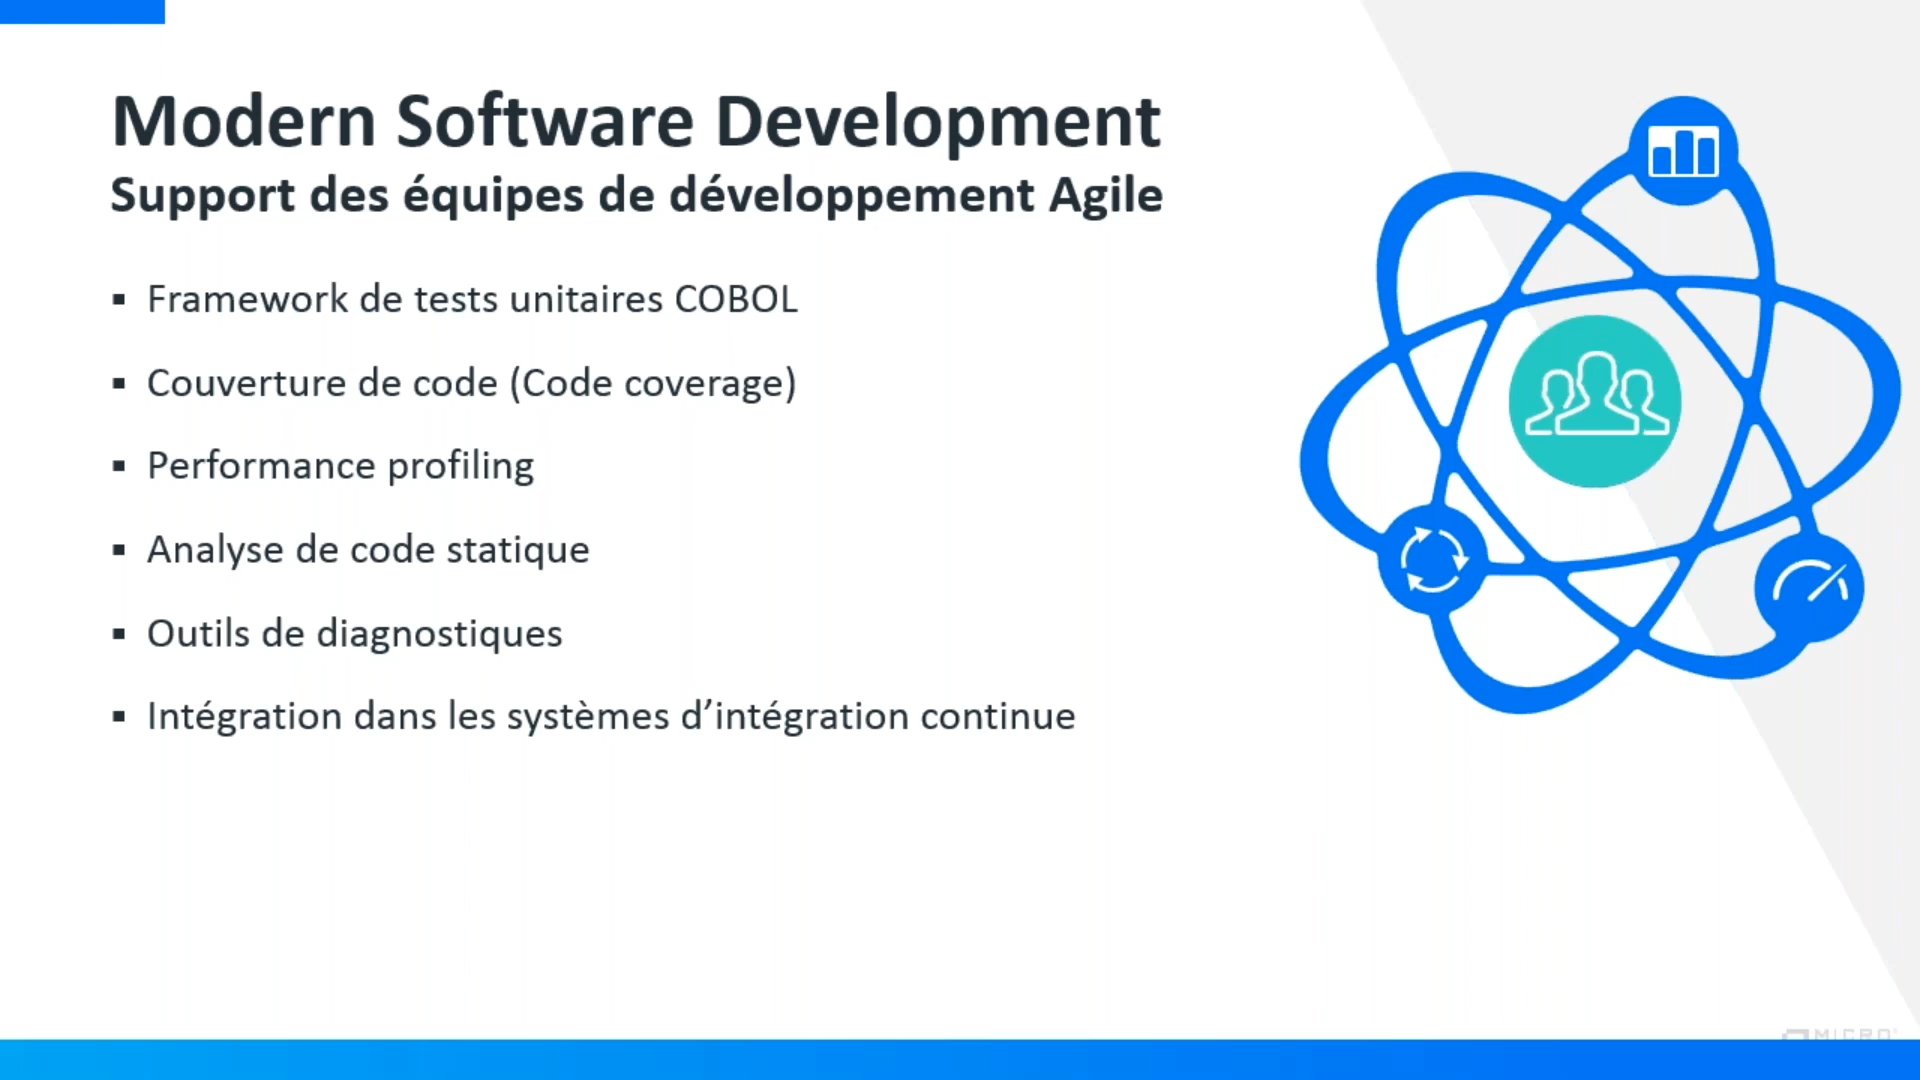 Modern Software Development
Support des équipes de développement Agile
▪ Framework de tests unitaires COBOL
▪ Couverture de code (Code coverage)
▪ Performance profiling
▪ Analyse de code statique
▪ Outils de diagnostiques
▪ Intégration dans les systèmes d’intégration continue
MICRO